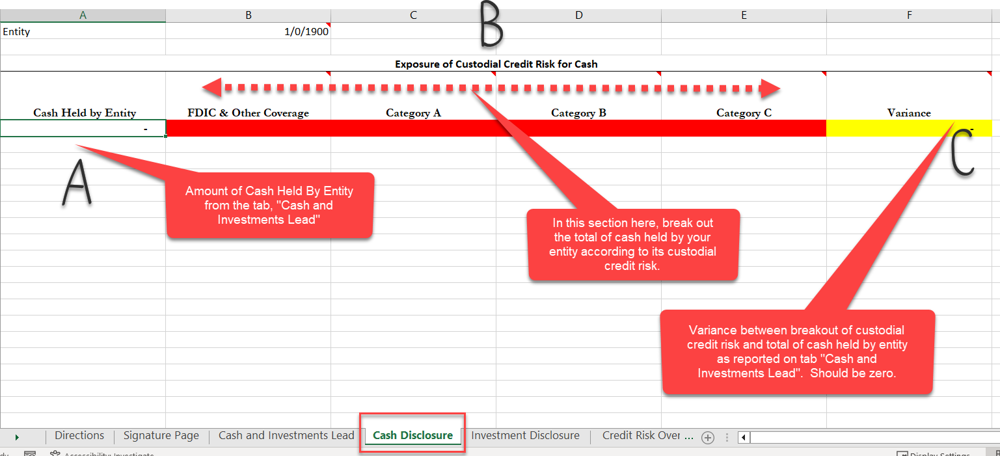 A B C D E F
Entity 1/0/1900
B
Exposure of Custodial Credit Risk for Cash
Cash Held by Entity FDIC & Other Coverage Category A Category B Category C Variance
- -
A
C
Amount of Cash Held By Entity
from the tab, "Cash and
Investments Lead"
In this section here, break out
the total of cash held by your
entity according to its custodial
credit risk.
Variance between breakout of custodial
credit risk and total of cash held by entity
as reported on tab "Cash and
Investments Lead". Should be zero.
Directions Signature Page Cash and Investments Lead Cash Disclosure Investment Disclosure Credit Risk Over ...
Accessibility: Investigate Display Settings